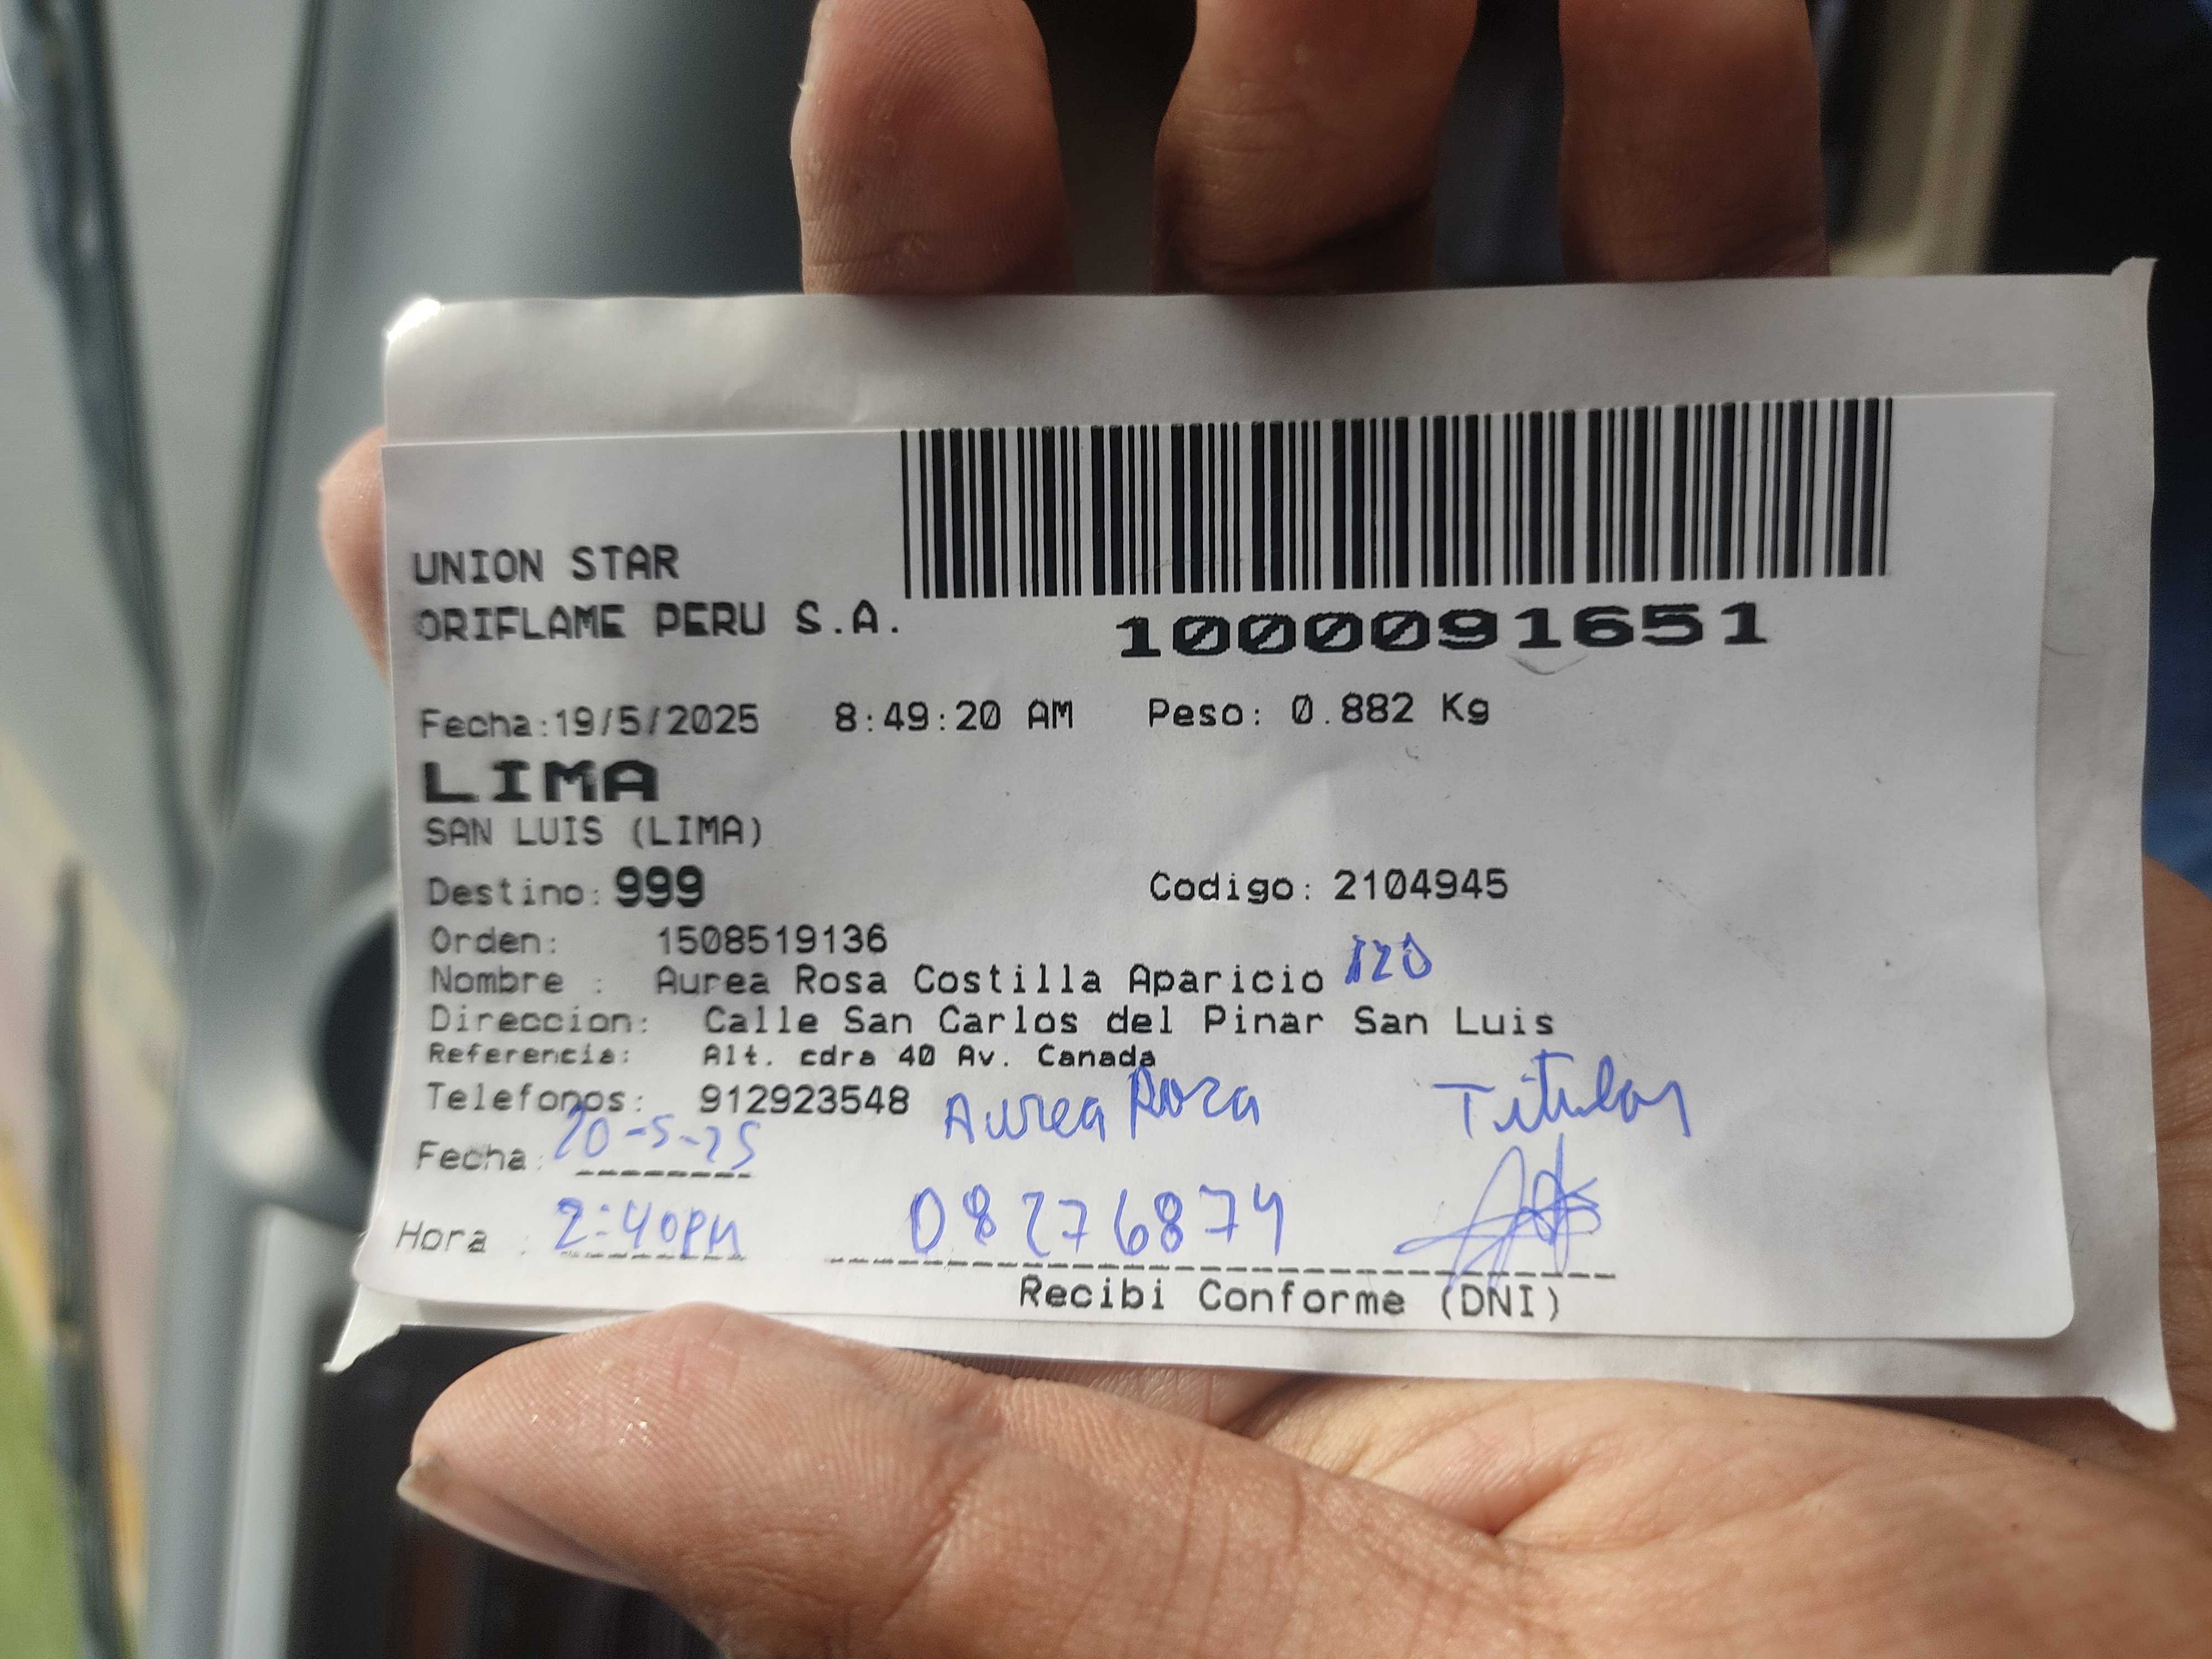 UNION STAR
ORIFLAME PERU S.A.
1000091651
Fecha:19/5/2025 8:49:20 AM Peso: 0.882 Kg
LIMA
SAN LUIS (LIMA)
Destino: 999 Codigo: 2104945
Orden: 1508519136
Nombre : Aurea Rosa Costilla Aparicio 120
Direccion: Calle San Carlos del Pinar San Luis
Referencia: Alt. cdra 40 Av. Canada
Telefonos: 912923548 Aurea Rosa Titular
Fecha: 20-5-25
Hora : 2:40pm 08276874
Recibi Conforme (DNI)